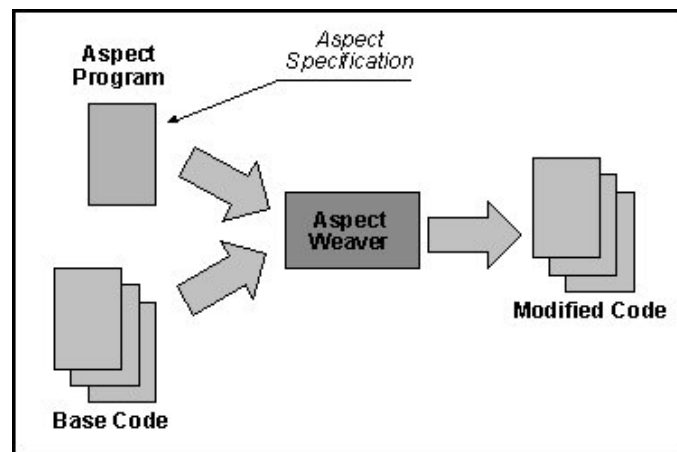 Aspect
Program
Aspect
Specification
Aspect
Weaver
Modified Code
Base Code